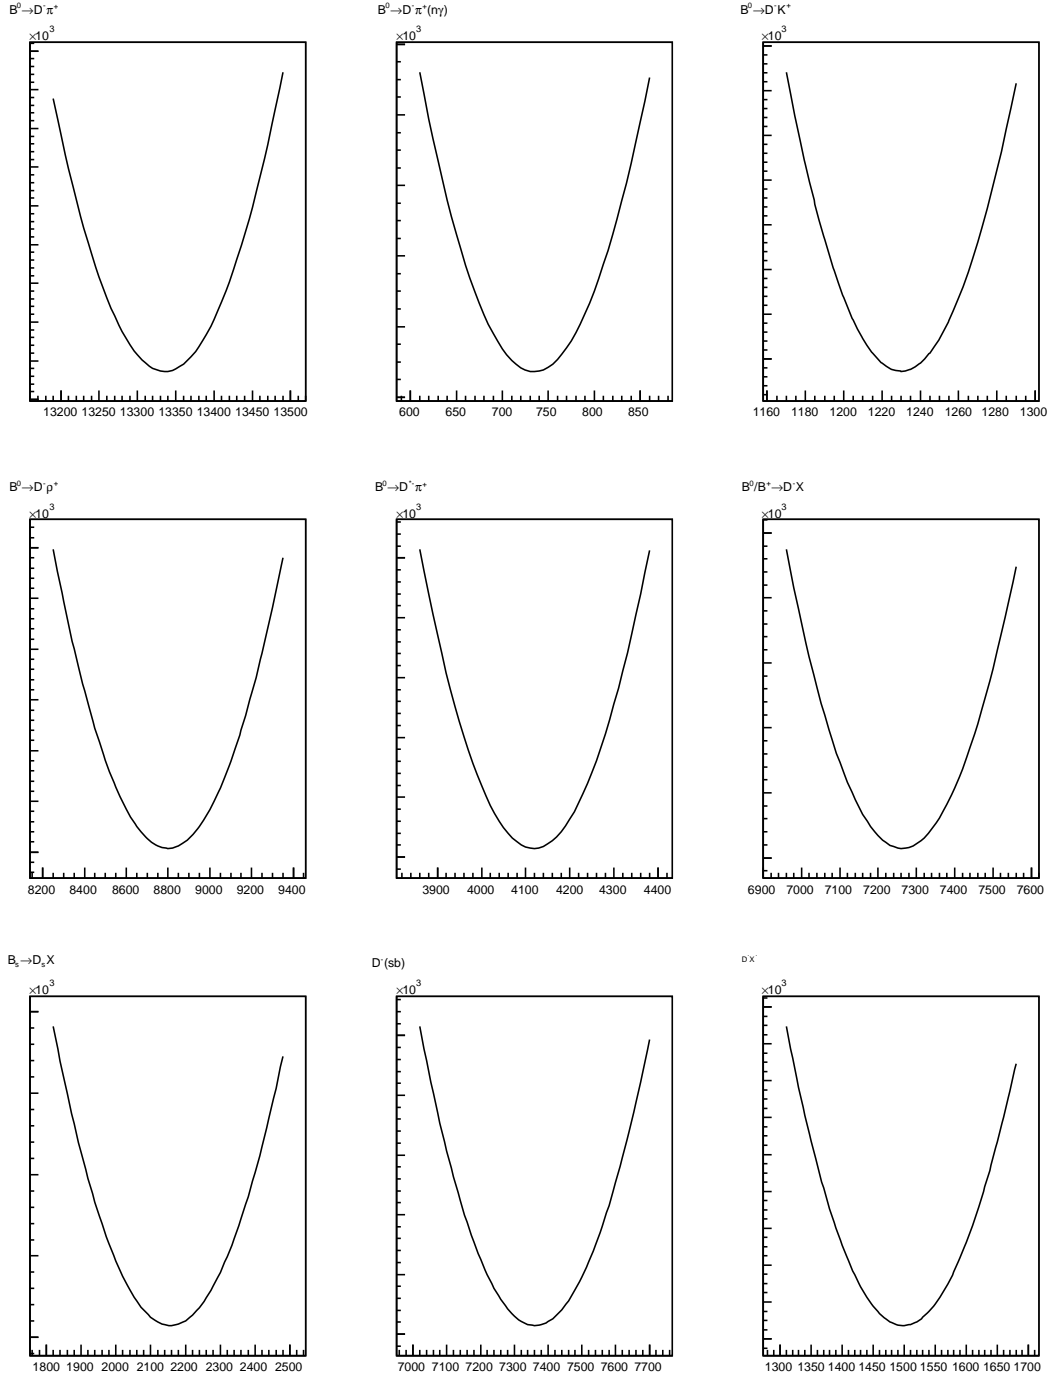 B⁰→D⁻π⁺
×10³
13200 13250 13300 13350 13400 13450 13500
B⁰→D⁻π⁺(nγ)
×10³
600 650 700 750 800 850
B⁰→D⁻K⁺
×10³
1160 1180 1200 1220 1240 1260 1280 1300
B⁰→D⁻ρ⁺
×10³
8200 8400 8600 8800 9000 9200 9400
B⁰→D*⁻π⁺
×10³
3900 4000 4100 4200 4300 4400
B⁰/B⁺→D⁻X
×10³
6900 7000 7100 7200 7300 7400 7500 7600
Bₛ→DₛX
×10³
1800 1900 2000 2100 2200 2300 2400 2500
D⁻(sb)
×10³
7000 7100 7200 7300 7400 7500 7600 7700
D⁻X⁻
×10³
1300 1350 1400 1450 1500 1550 1600 1650 1700